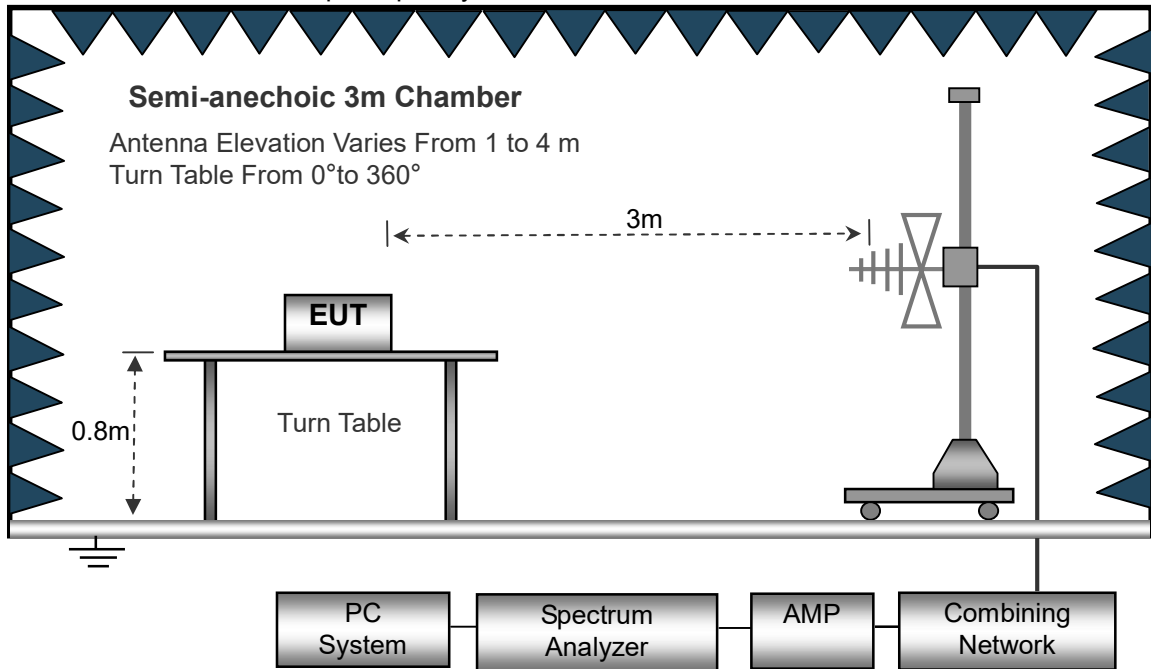 Semi-anechoic 3m Chamber
Antenna Elevation Varies From 1 to 4 m
Turn Table From 0°to 360°
3m
EUT
0.8m
Turn Table
PC
System
Spectrum
Analyzer
AMP
Combining
Network